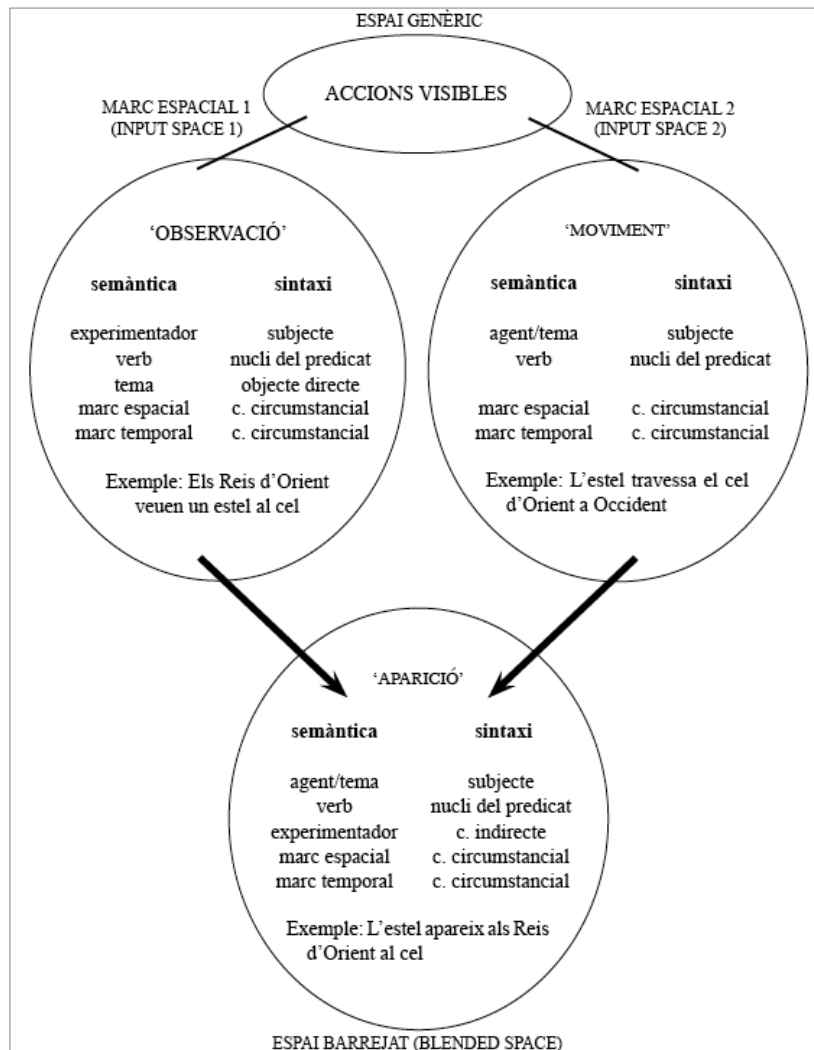 ESPAI GENÈRIC
ACCIONS VISIBLES
MARC ESPACIAL 1
(INPUT SPACE 1)
MARC ESPACIAL 2
(INPUT SPACE 2)
‘OBSERVACIÓ’
semàntica sintaxi
experimentador subjecte
verb nucli del predicat
tema objecte directe
marc espacial c. circumstancial
marc temporal c. circumstancial
Exemple: Els Reis d’Orient
veuen un estel al cel
‘MOVIMENT’
semàntica sintaxi
agent/tema subjecte
verb nucli del predicat
marc espacial c. circumstancial
marc temporal c. circumstancial
Exemple: L’estel travessa el cel
d’Orient a Occident
‘APARICIÓ’
semàntica sintaxi
agent/tema subjecte
verb nucli del predicat
experimentador c. indirecte
marc espacial c. circumstancial
marc temporal c. circumstancial
Exemple: L’estel apareix als Reis
d’Orient al cel
ESPAI BARREJAT (BLENDED SPACE)